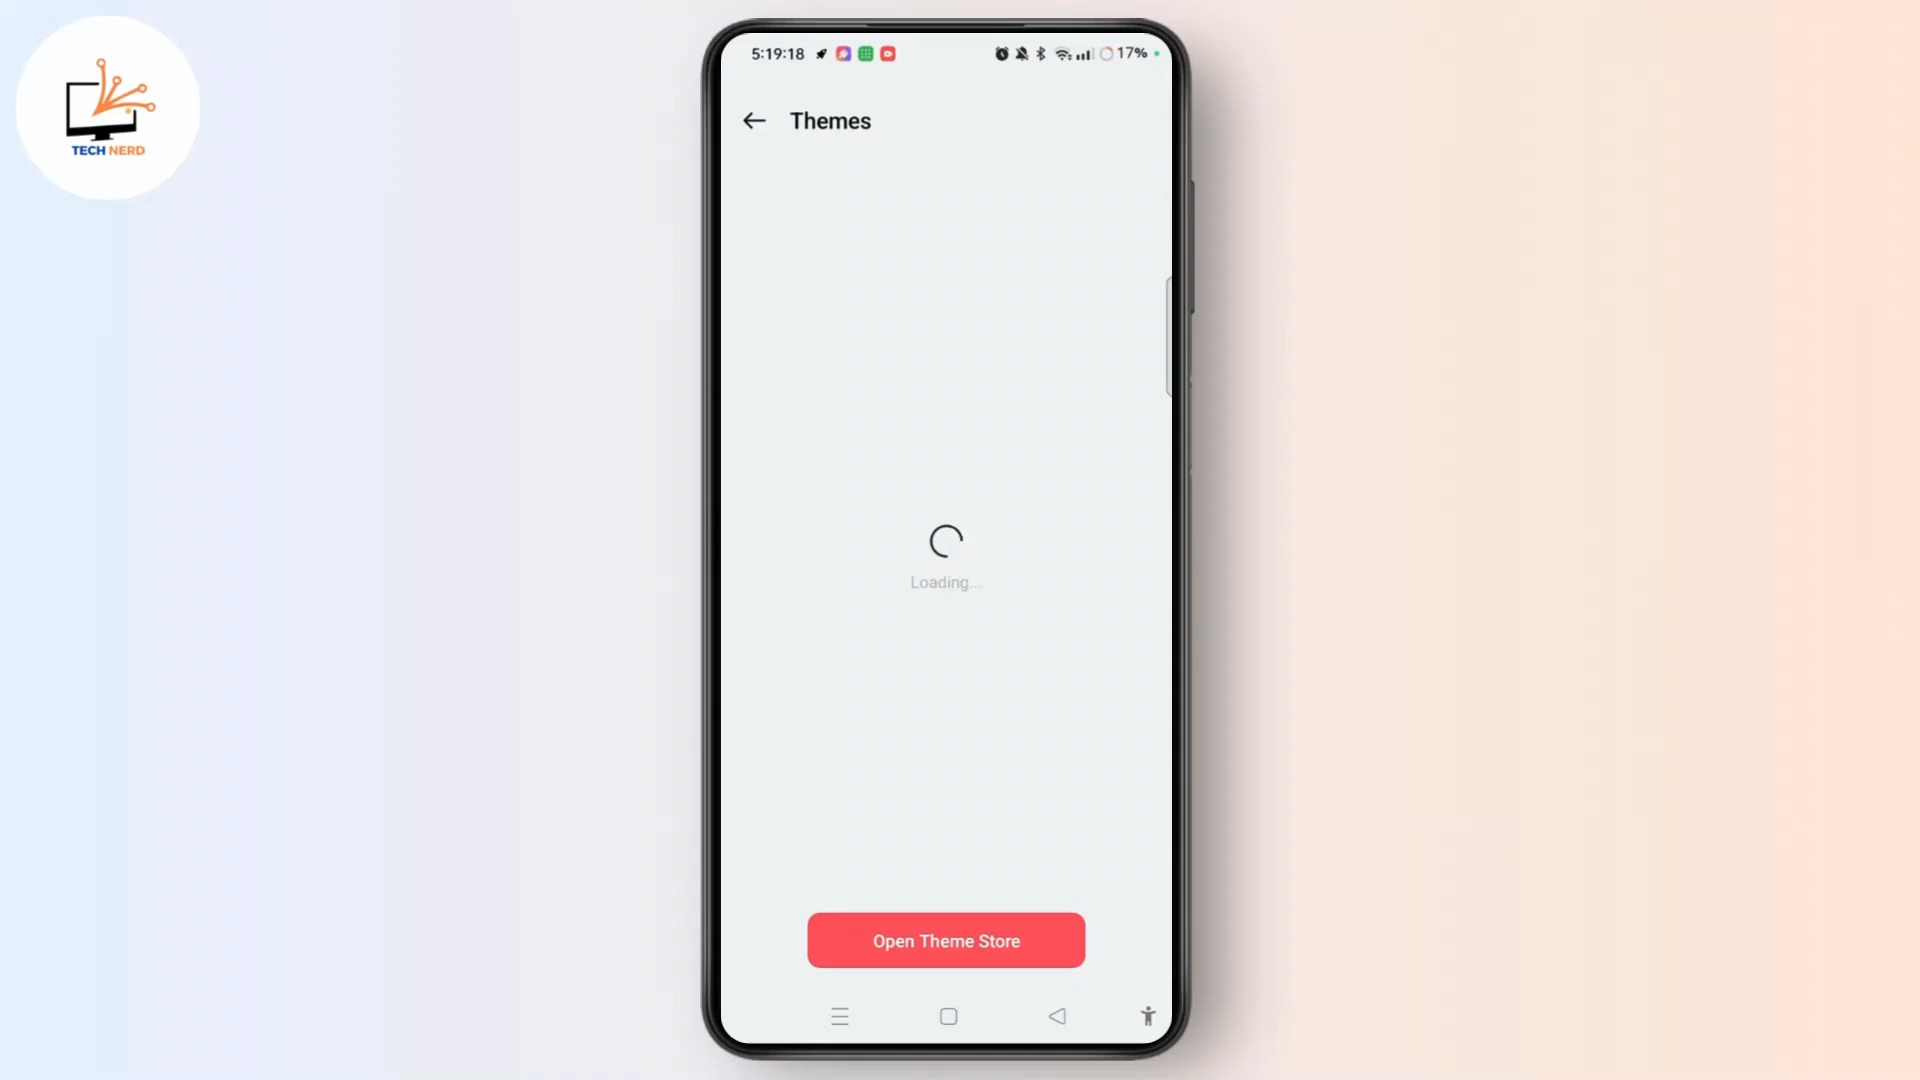 TECH NERD
5:19:18
17%
Themes
Loading...
Open Theme Store